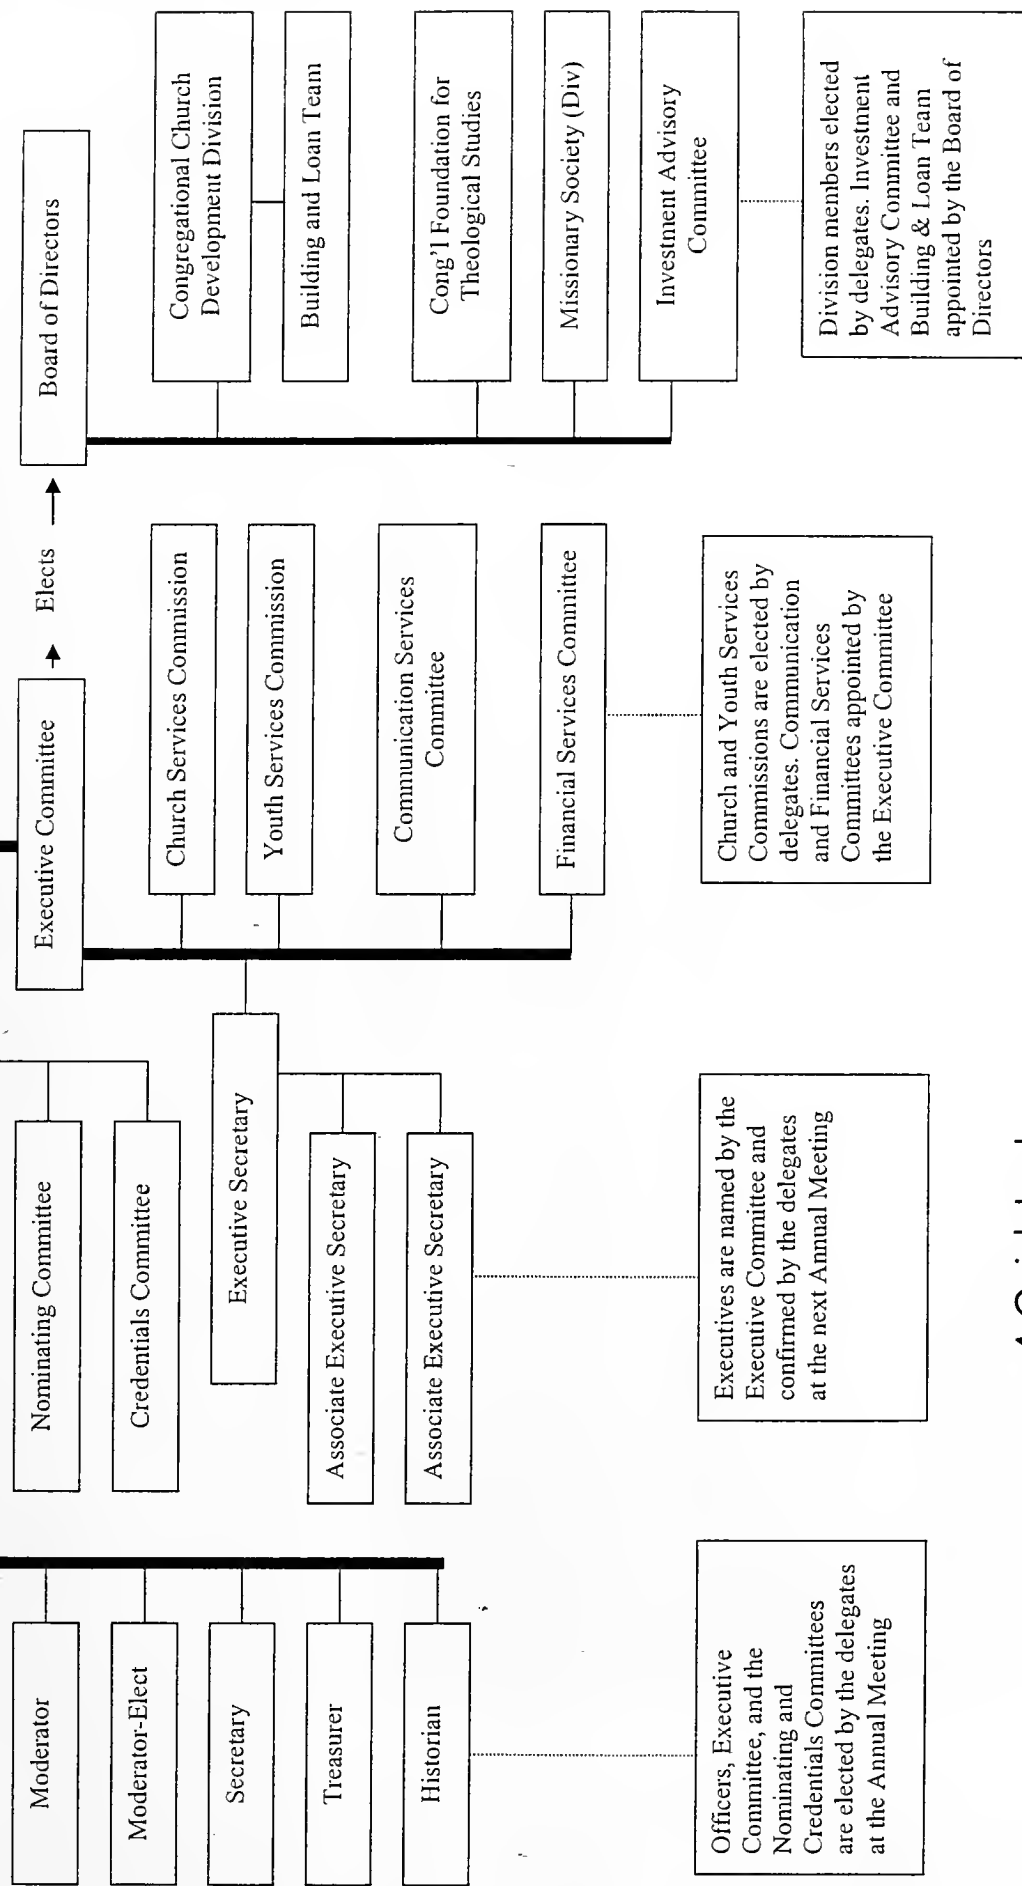 Moderator
Moderator-Elect
Secretary
Treasurer
Historian
Officers, Executive
Committee, and the
Nominating and
Credentials Committees
are elected by the delegates
at the Annual Meeting
Nominating Committee
Credentials Committee
Executive Secretary
Associate Executive Secretary
Associate Executive Secretary
Executives are named by the
Executive Committee and
confirmed by the delegates
at the next Annual Meeting
Executive Committee
Elects
Church Services Commission
Youth Services Commission
Communication Services
Committee
Financial Services Committee
Church and Youth Services
Commissions are elected by
delegates. Communication
and Financial Services
Committees appointed by
the Executive Committee
Board of Directors
Congregational Church
Development Division
Building and Loan Team
Cong'l Foundation for
Theological Studies
Missionary Society (Div)
Investment Advisory
Committee
Division members elected
by delegates. Investment
Advisory Committee and
Building & Loan Team
appointed by the Board of
Directors